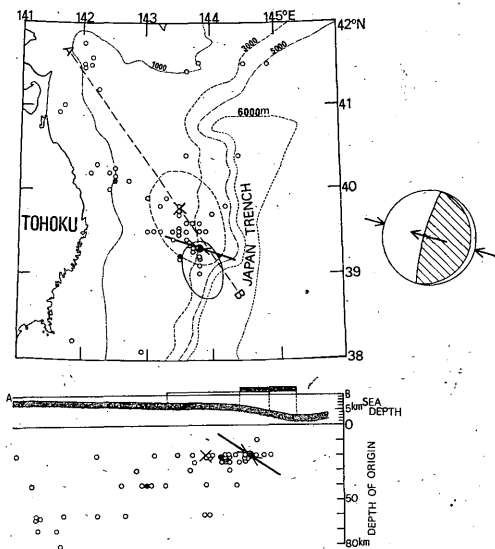 141 142 143 144 145°E
42°N
1000
3000
5000
41
6000m
40
TOHOKU
JAPAN TRENCH
39
38
A
B
SEA
5km
DEPTH
0
50
DEPTH OF ORIGIN
80km